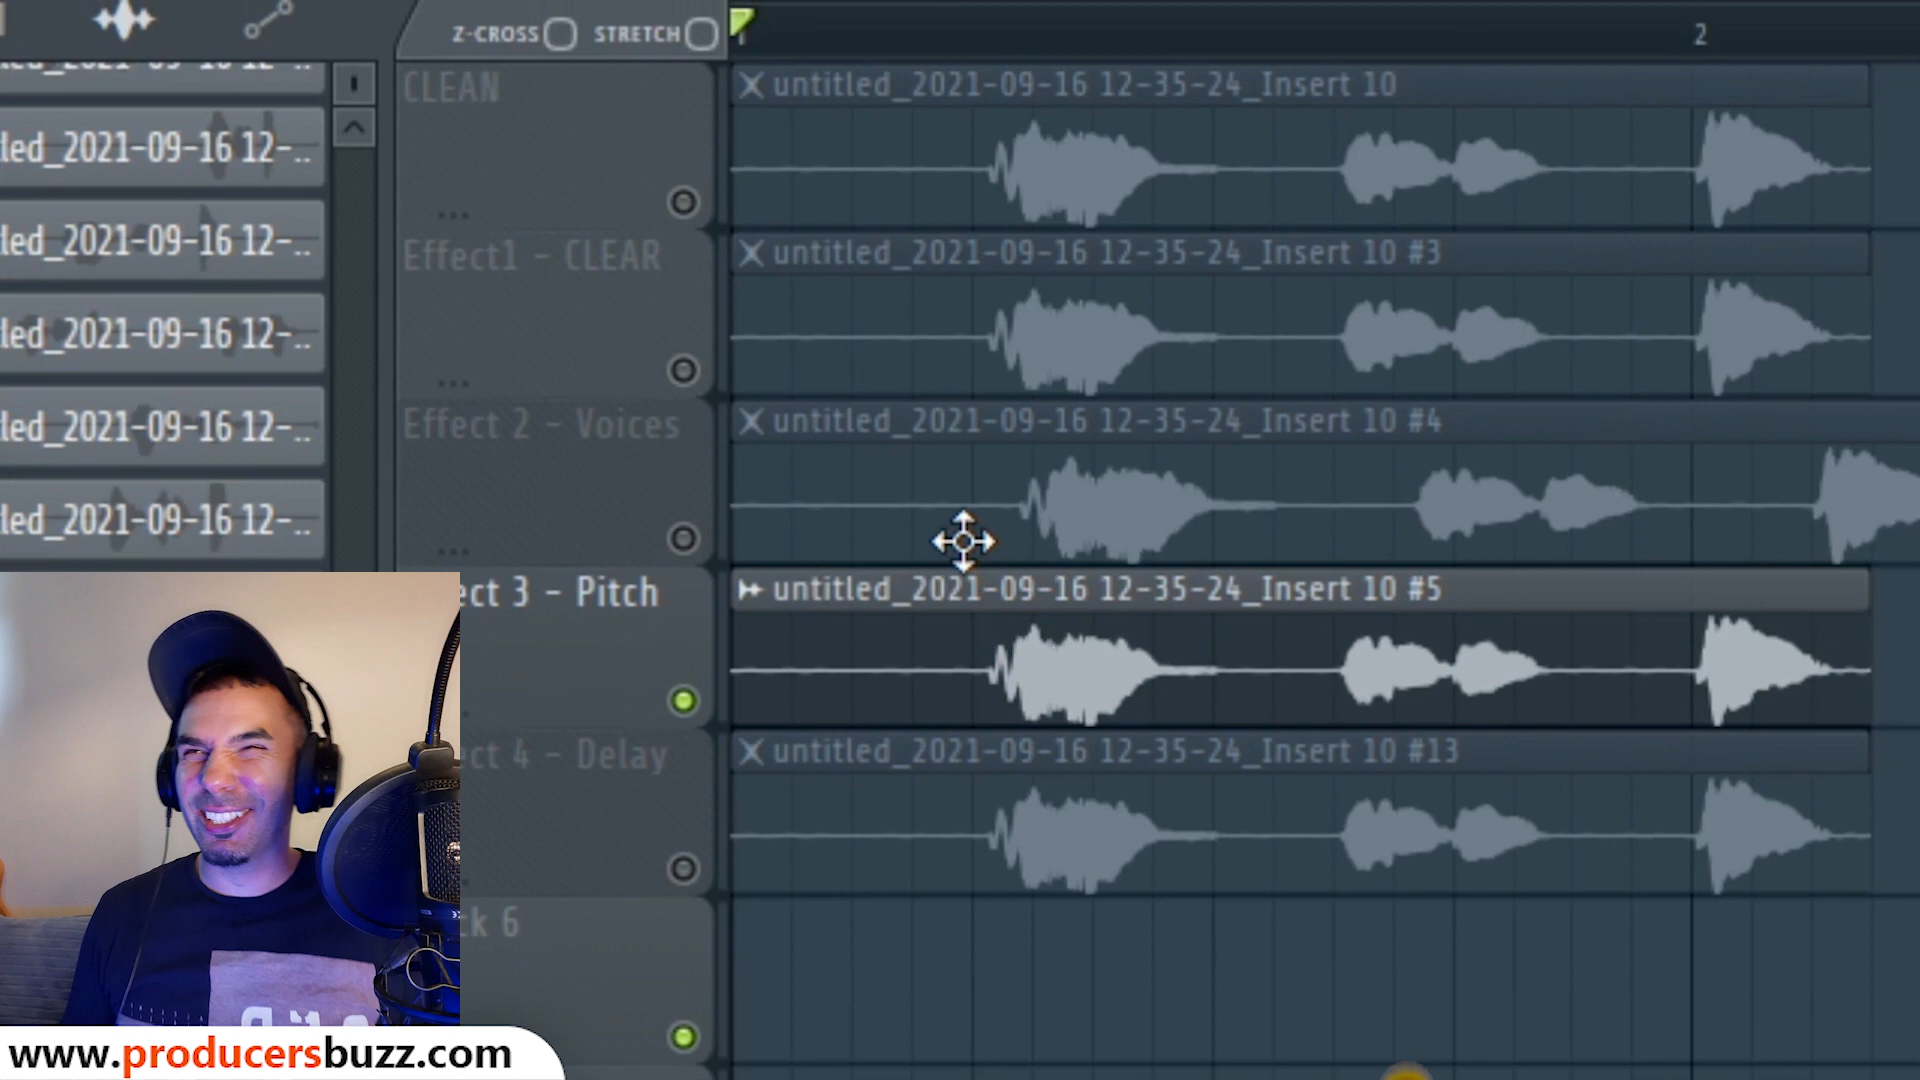 Z-CROSS STRETCH
2
led_2021-09-16 12-..
led_2021-09-16 12-..
led_2021-09-16 12-..
led_2021-09-16 12-..
led_2021-09-16 12-..
CLEAN
untitled_2021-09-16 12-35-24_Insert 10
...
Effect1 - CLEAR
untitled_2021-09-16 12-35-24_Insert 10 #3
...
Effect 2 - Voices
untitled_2021-09-16 12-35-24_Insert 10 #4
...
ect 3 - Pitch
untitled_2021-09-16 12-35-24_Insert 10 #5
ect 4 - Delay
untitled_2021-09-16 12-35-24_Insert 10 #13
ck 6
www.producersbuzz.com